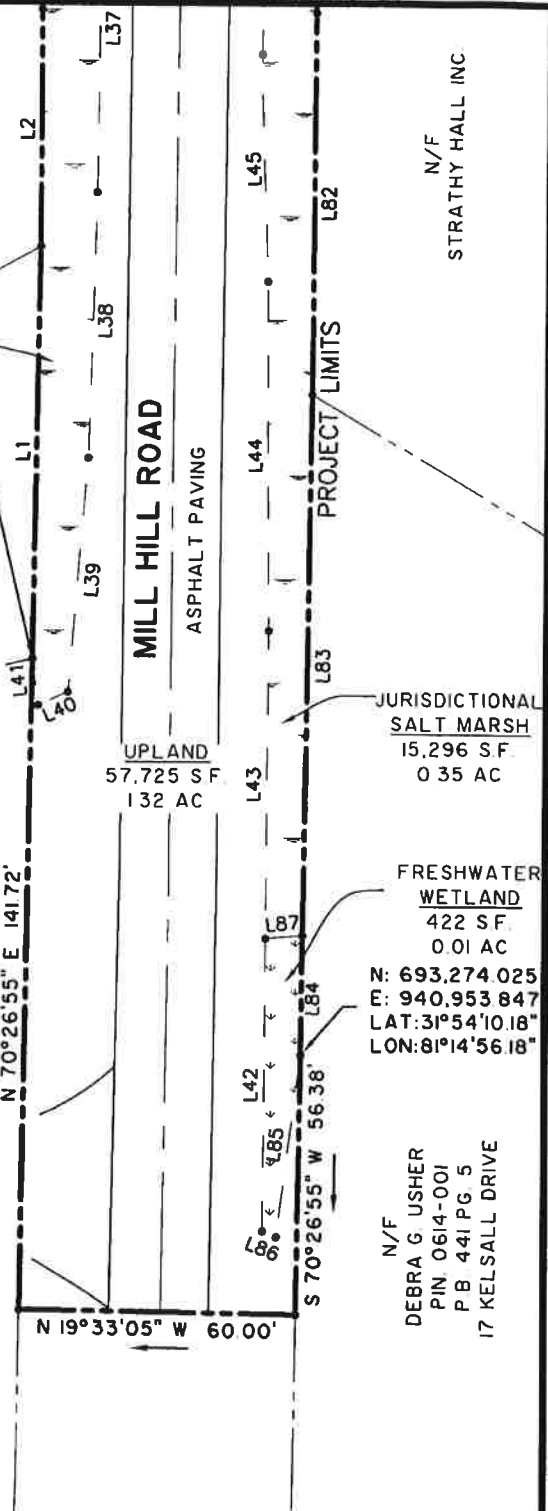 L37
L2
L45
L82
N/F
STRATHY HALL INC.
L38
L1
L44
PROJECT LIMITS
MILL HILL ROAD
ASPHALT PAVING
L39
L41
L40
L83
UPLAND
57,725 S.F.
1.32 AC
L43
JURISDICTIONAL
SALT MARSH
15,296 S.F.
0.35 AC
FRESHWATER
WETLAND
422 S.F.
0.01 AC
L87
L84
N: 693,274.025
E: 940,953.847
LAT:31°54'10.18"
LON:81°14'56.18"
N 70°26'55" E 141.72'
L42
L85
L86
S 70°26'55" W 56.38'
N/F
DEBRA G. USHER
PIN. 0614-001
P.B. 441 PG. 5
17 KELSALL DRIVE
N 19°33'05" W 60.00'